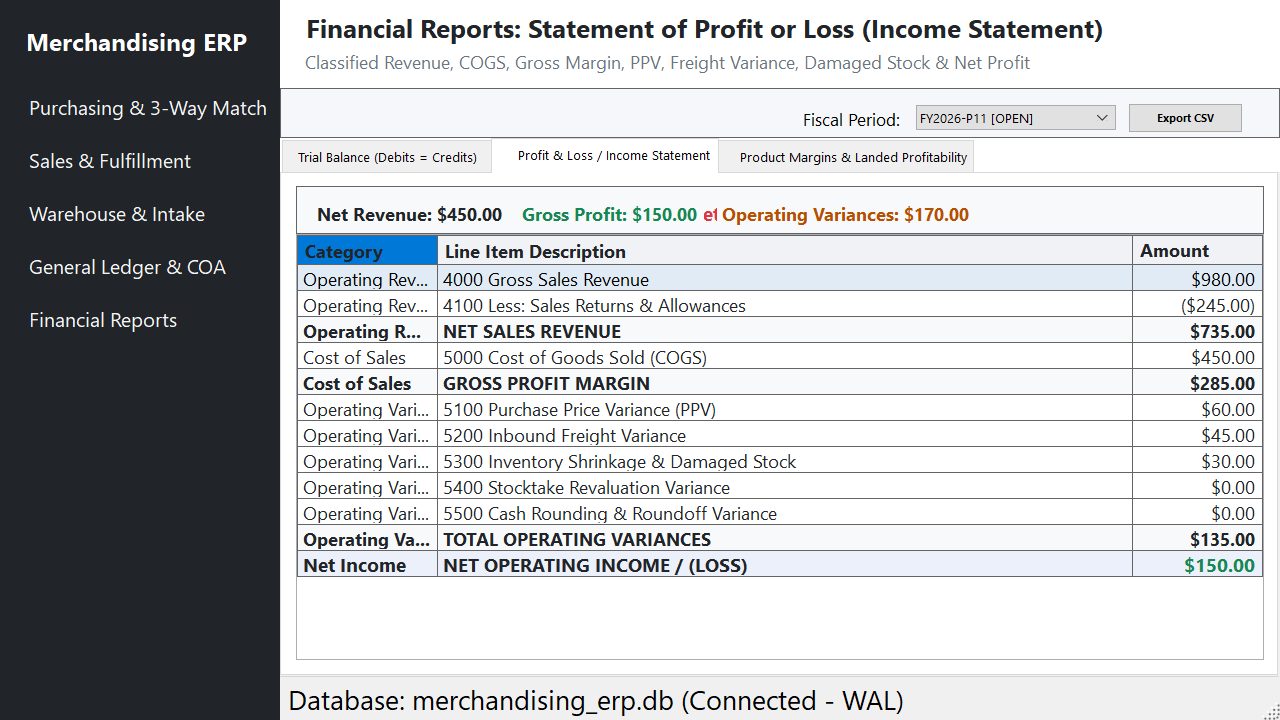 Merchandising ERP
Purchasing & 3-Way Match
Sales & Fulfillment
Warehouse & Intake
General Ledger & COA
Financial Reports
Financial Reports: Statement of Profit or Loss (Income Statement)
Classified Revenue, COGS, Gross Margin, PPV, Freight Variance, Damaged Stock & Net Profit
Fiscal Period: FY2026-P11 [OPEN] Export CSV
Trial Balance (Debits = Credits) Profit & Loss / Income Statement Product Margins & Landed Profitability
Net Revenue: $450.00 Gross Profit: $150.00 et Operating Variances: $170.00
Category Line Item Description Amount
Operating Rev... 4000 Gross Sales Revenue $980.00
Operating Rev... 4100 Less: Sales Returns & Allowances ($245.00)
Operating R... NET SALES REVENUE $735.00
Cost of Sales 5000 Cost of Goods Sold (COGS) $450.00
Cost of Sales GROSS PROFIT MARGIN $285.00
Operating Vari... 5100 Purchase Price Variance (PPV) $60.00
Operating Vari... 5200 Inbound Freight Variance $45.00
Operating Vari... 5300 Inventory Shrinkage & Damaged Stock $30.00
Operating Vari... 5400 Stocktake Revaluation Variance $0.00
Operating Vari... 5500 Cash Rounding & Roundoff Variance $0.00
Operating Va... TOTAL OPERATING VARIANCES $135.00
Net Income NET OPERATING INCOME / (LOSS) $150.00
Database: merchandising_erp.db (Connected - WAL)